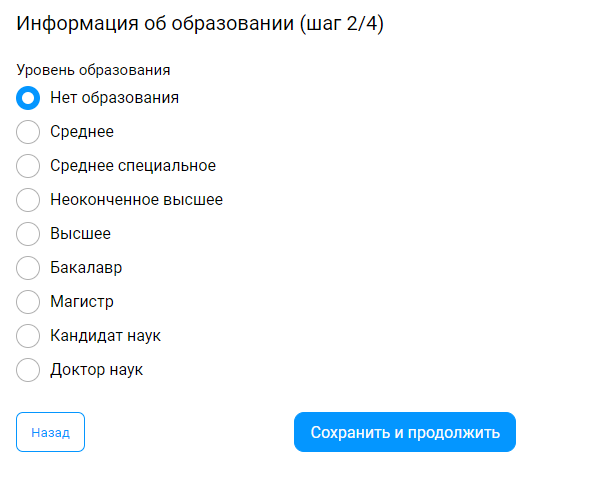 Информация об образовании (шаг 2/4)
Уровень образования
Нет образования
Среднее
Среднее специальное
Неоконченное высшее
Высшее
Бакалавр
Магистр
Кандидат наук
Доктор наук
Назад
Сохранить и продолжить